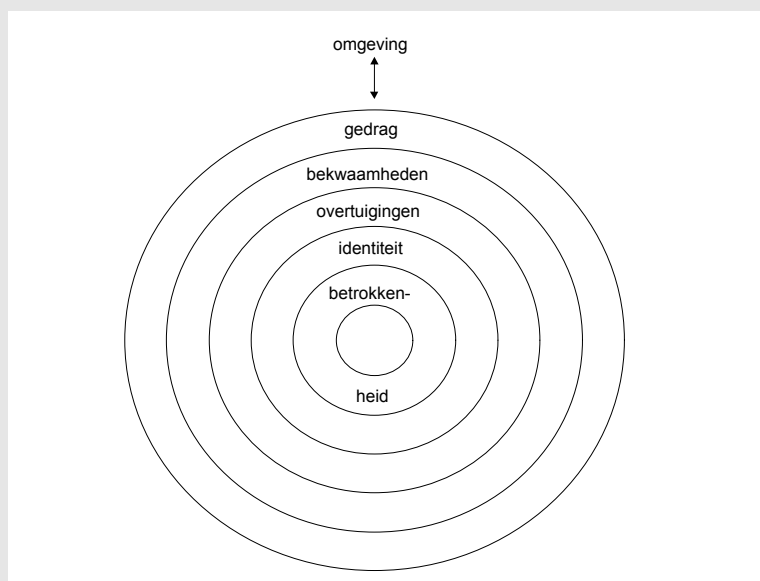 omgeving
gedrag
bekwaamheden
overtuigingen
identiteit
betrokken-
heid